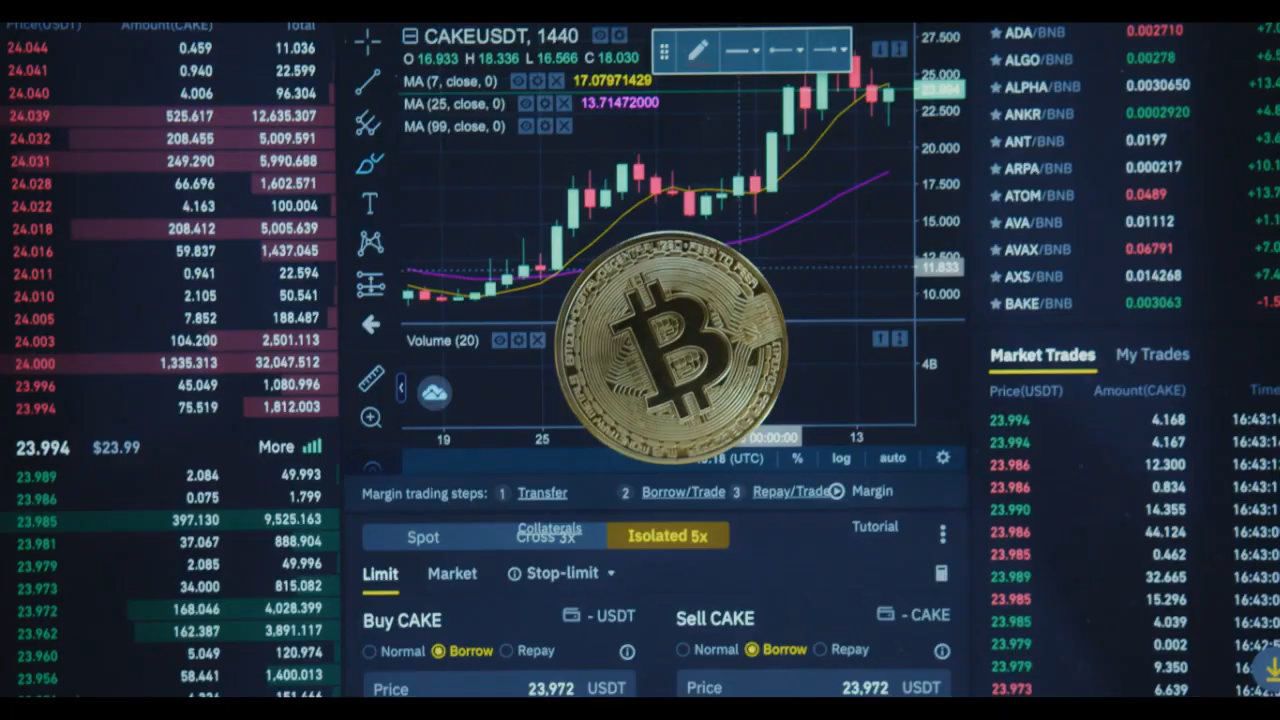 Price(USDT) Amount(CAKE) Total
24.044 0.459 11.036
24.041 0.940 22.599
24.040 4.006 96.304
24.039 525.617 12,635.307
24.032 208.455 5,009.591
24.031 249.290 5,990.688
24.028 66.696 1,602.571
24.022 4.163 100.004
24.018 208.412 5,005.639
24.016 59.837 1,437.045
24.011 0.941 22.594
24.010 2.105 50.541
24.005 7.852 188.487
24.003 104.200 2,501.113
24.000 1,335.313 32,047.512
23.996 45.049 1,080.996
23.994 75.519 1,812.003
23.994 $23.99 More
23.989 2.084 49.993
23.986 0.075 1.799
23.985 397.130 9,525.163
23.981 37.067 888.904
23.979 2.085 49.996
23.973 34.000 815.082
23.972 168.046 4,028.399
23.962 162.387 3,891.117
23.960 5.049 120.974
23.956 58.441 1,400.013
CAKEUSDT, 1440
O 16.933 H 18.336 L 16.566 C 18.030
MA (7, close, 0) 17.07971429
MA (25, close, 0) 13.71472000
MA (99, close, 0)
27.500
25.000
23.994
22.500
20.000
17.500
15.000
12.500
11.833
10.000
Volume (20)
4B
19 25 00:00:00 13
(UTC) % log auto
Margin trading steps: 1 Transfer 2 Borrow/Trade 3 Repay/Trade Margin
Collaterals Tutorial
Spot Cross 3x Isolated 5x
Limit Market Stop-limit
Buy CAKE - USDT Sell CAKE - CAKE
Normal Borrow Repay Normal Borrow Repay
Price 23,972 USDT Price 23,972 USDT
ADA/BNB 0.002710
ALGO/BNB 0.00278
ALPHA/BNB 0.0030650
ANKR/BNB 0.0002920
ANT/BNB 0.0197
ARPA/BNB 0.000217
ATOM/BNB 0.0489
AVA/BNB 0.01112
AVAX/BNB 0.06791
AXS/BNB 0.014268
BAKE/BNB 0.003063
Market Trades My Trades
Price(USDT) Amount(CAKE) Time
23.994 4.168
23.994 4.167
23.986 12.300
23.986 0.834
23.990 14.355
23.986 44.124
23.985 0.462
23.989 32.665
23.985 15.296
23.985 4.039
23.979 0.002
23.979 9.350
23.973 6.639